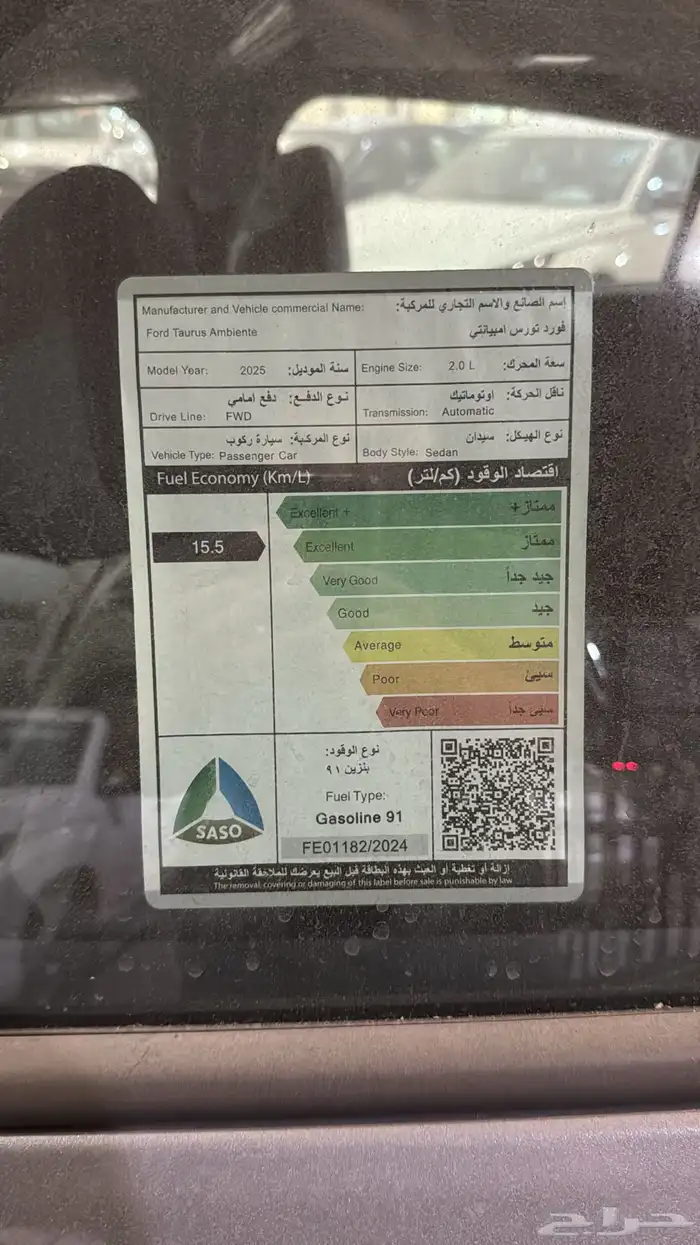 Manufacturer and Vehicle commercial Name: إسم الصانع والاسم التجاري للمركبة:
Ford Taurus Ambiente فورد تورس امبيانتي
Model Year: 2025 سنة الموديل:
Engine Size: 2.0 L سعة المحرك:
نوع الدفع: دفع امامي
Drive Line: FWD
ناقل الحركة: اوتوماتيك
Transmission: Automatic
نوع المركبة: سيارة ركوب
Vehicle Type: Passenger Car
نوع الهيكل: سيدان
Body Style: Sedan
Fuel Economy (Km/L) اقتصاد الوقود (كم/لتر)
15.5
Excellent + ممتاز+
Excellent ممتاز
Very Good جيد جداً
Good جيد
Average متوسط
Poor سيئ
Very Poor سيئ جداً
SASO
نوع الوقود:
بنزين ٩١
Fuel Type:
Gasoline 91
FE01182/2024
إزالة أو تغطية أو العبث بهذه البطاقة قبل البيع يعرضك للملاحقة القانونية
The removal, covering or damaging of this label before sale is punishable by law
حراج